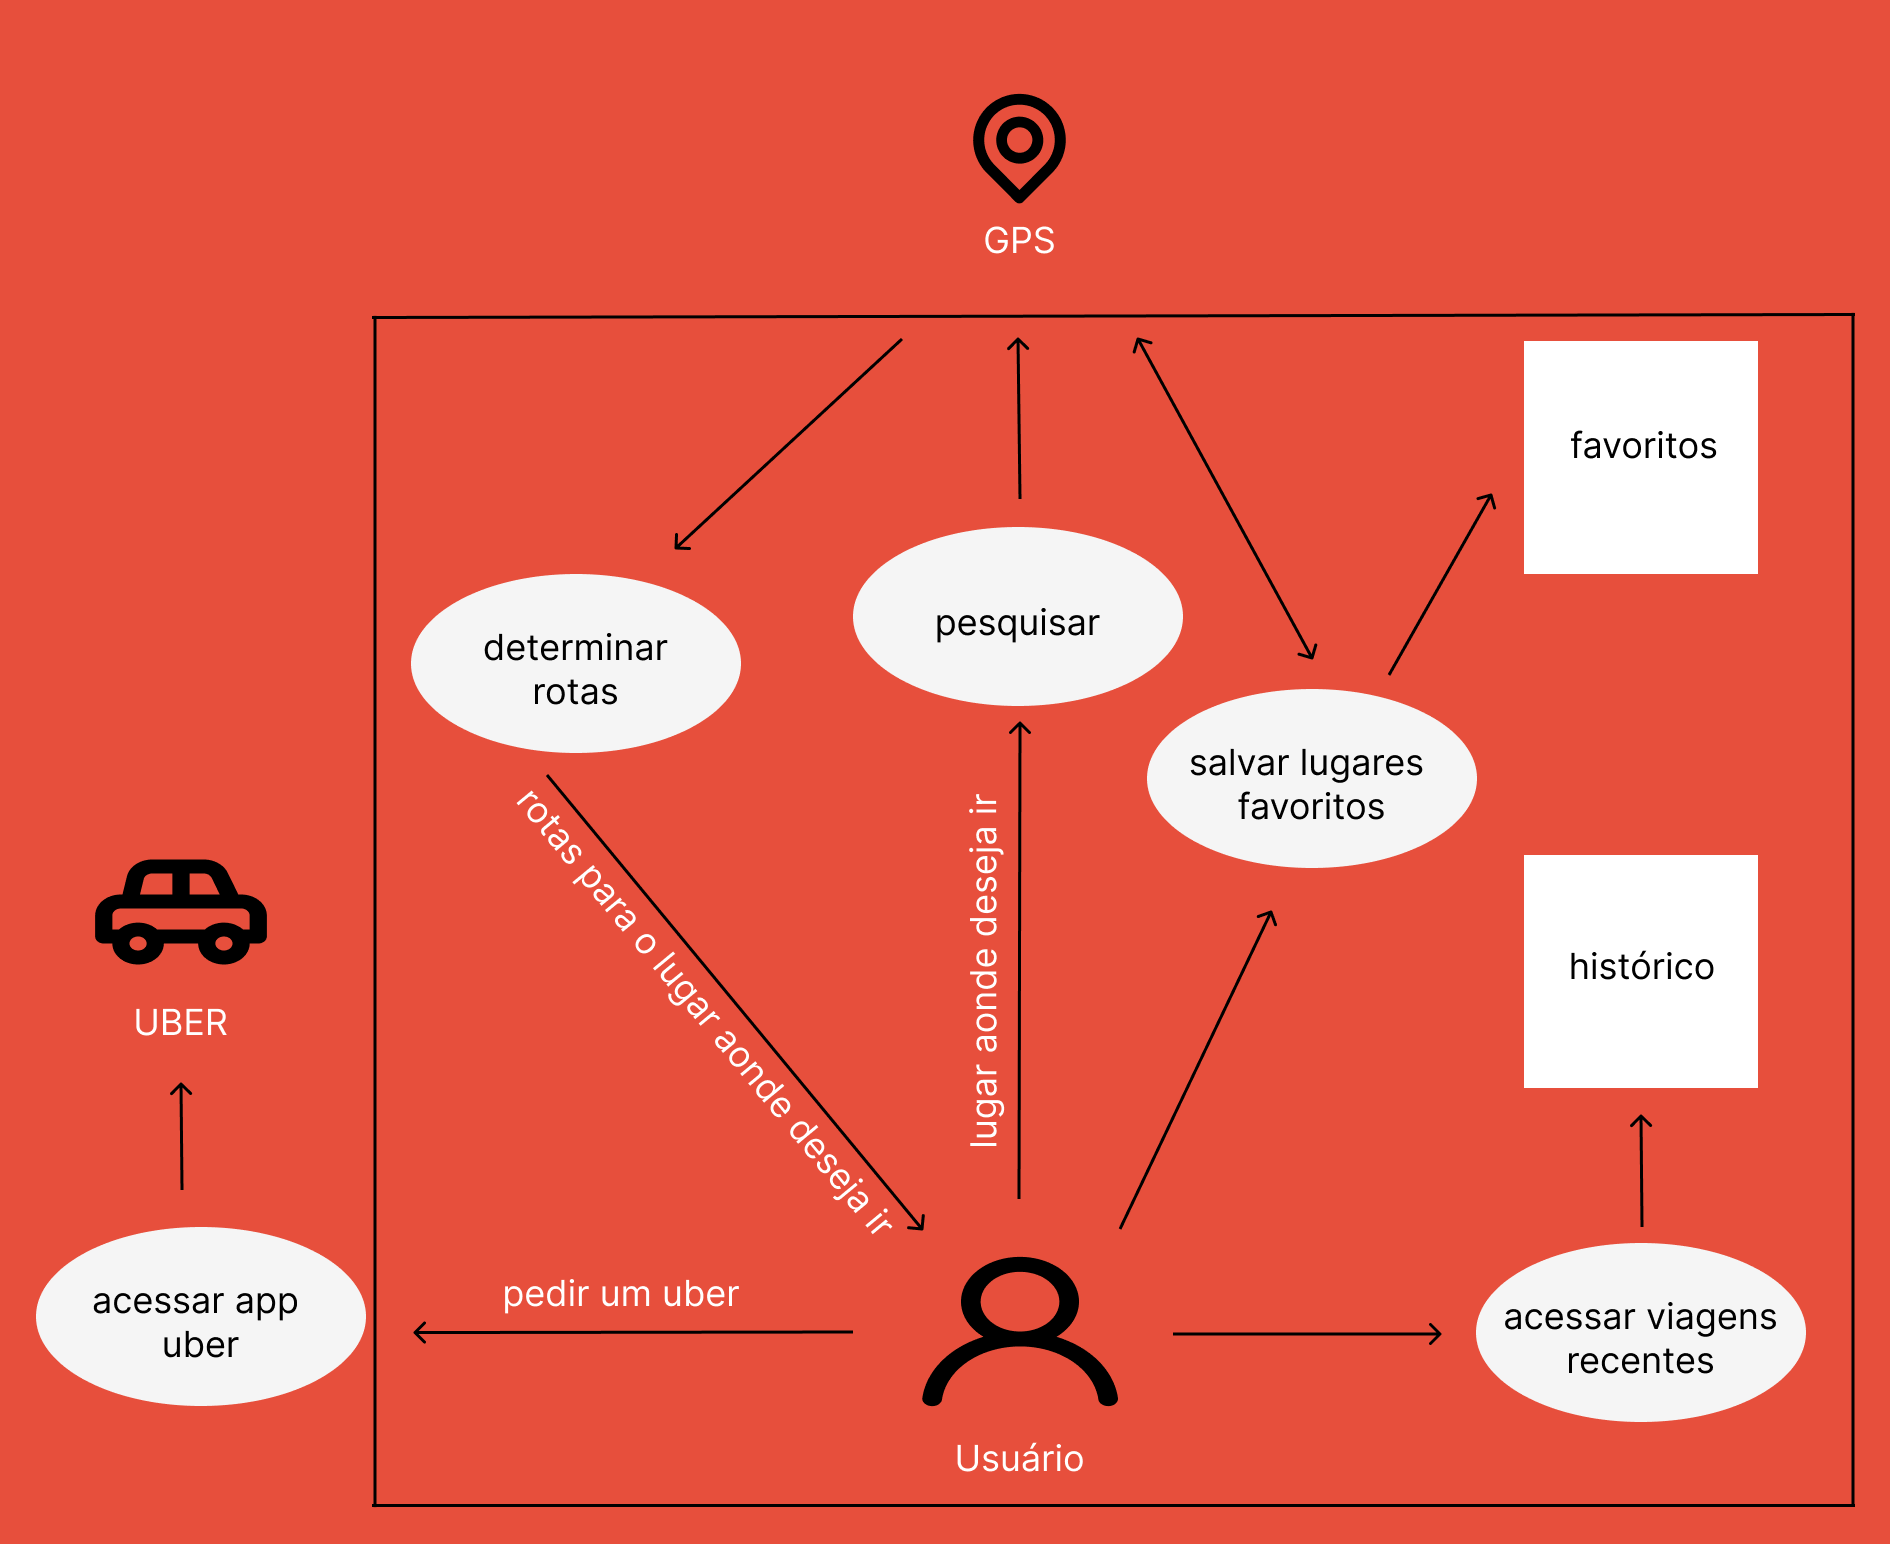 GPS
favoritos
pesquisar
determinar
rotas
salvar lugares
favoritos
rotas para o lugar aonde deseja ir
lugar aonde deseja ir
histórico
UBER
pedir um uber
acessar app
uber
acessar viagens
recentes
Usuário